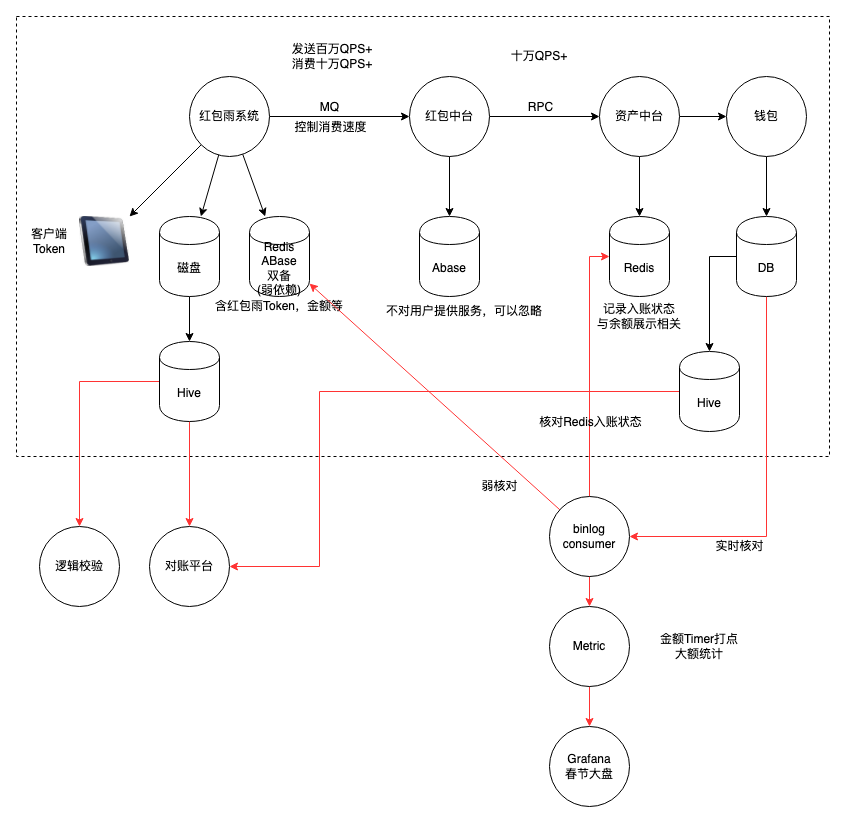 发送百万QPS+
消费十万QPS+
十万QPS+
红包雨系统
MQ
控制消费速度
红包中台
RPC
资产中台
钱包
客户端
Token
磁盘
Redis
ABase
双备
(弱依赖)
含红包雨Token，金额等
Abase
不对用户提供服务，可以忽略
Redis
记录入账状态
与余额展示相关
DB
Hive
Hive
核对Redis入账状态
弱核对
binlog
consumer
实时核对
逻辑校验
对账平台
Metric
金额Timer打点
大额统计
Grafana
春节大盘